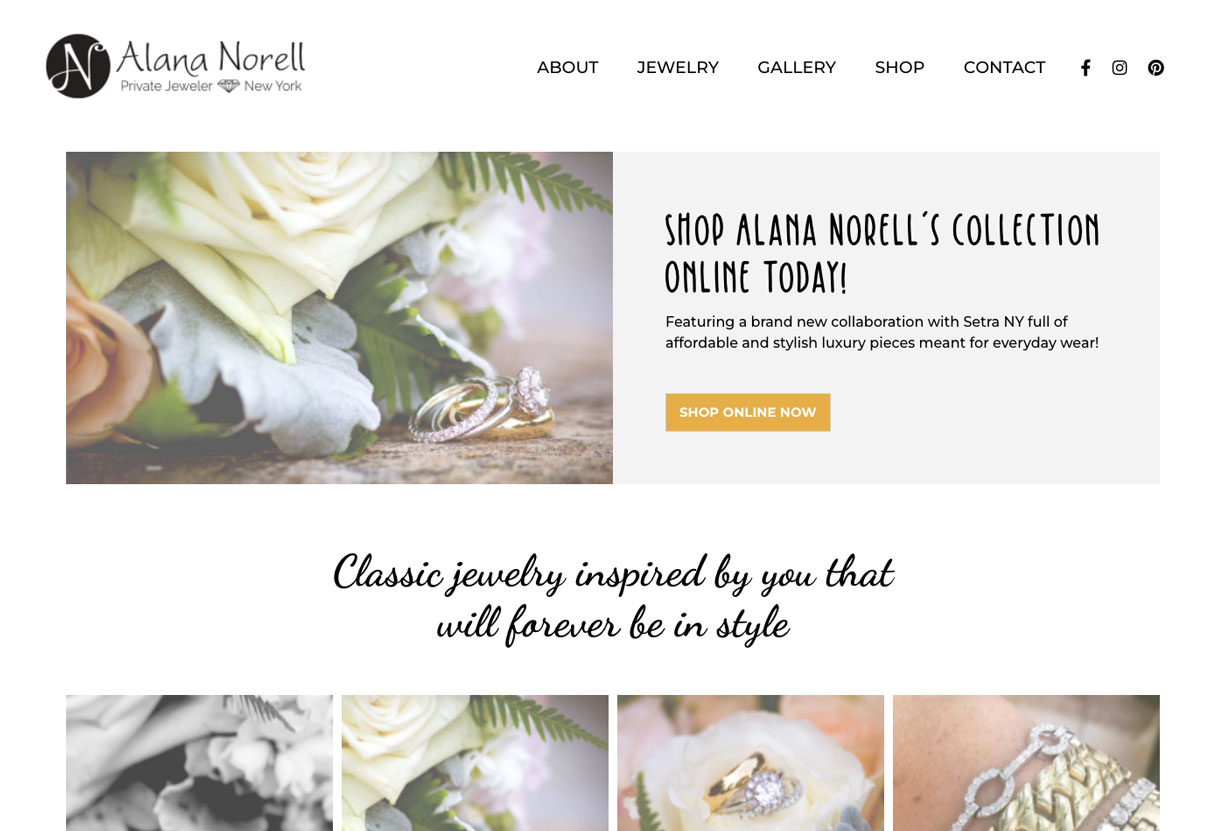 Alana Norell
Private Jeweler New York
ABOUT JEWELRY GALLERY SHOP CONTACT
SHOP ALANA NORELL'S COLLECTION
ONLINE TODAY!
Featuring a brand new collaboration with Setra NY full of
affordable and stylish luxury pieces meant for everyday wear!
SHOP ONLINE NOW
Classic jewelry inspired by you that
will forever be in style